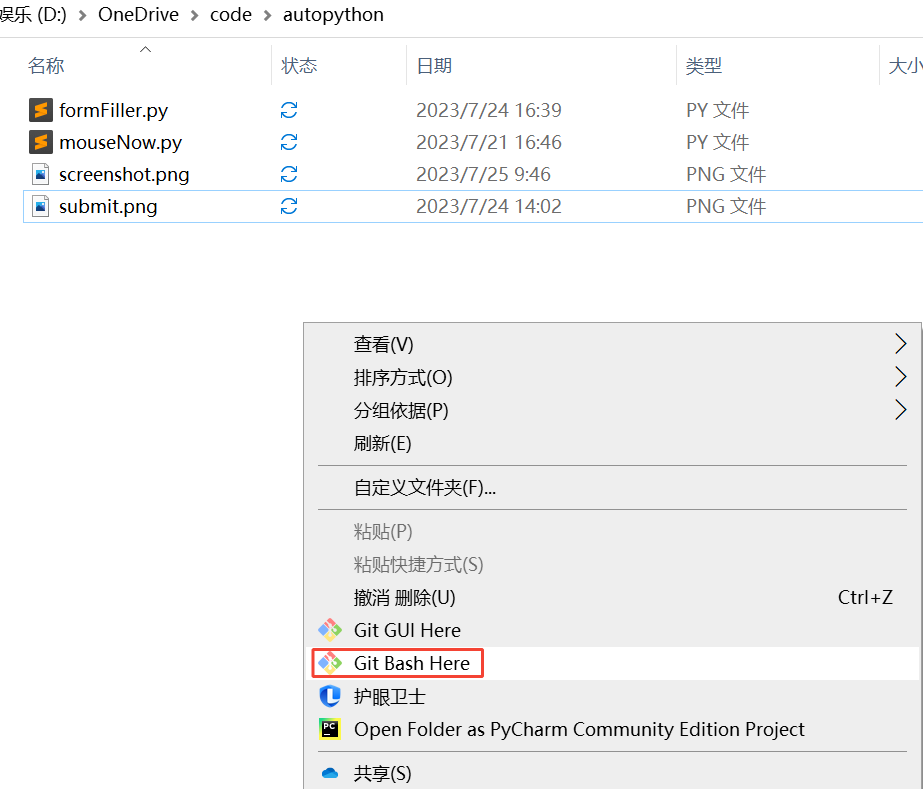 娱乐 (D:) > OneDrive > code > autopython
名称 状态 日期 类型 大小
formFiller.py 2023/7/24 16:39 PY 文件
mouseNow.py 2023/7/21 16:46 PY 文件
screenshot.png 2023/7/25 9:46 PNG 文件
submit.png 2023/7/24 14:02 PNG 文件
查看(V)
排序方式(O)
分组依据(P)
刷新(E)
自定义文件夹(F)...
粘贴(P)
粘贴快捷方式(S)
撤消 删除(U) Ctrl+Z
Git GUI Here
Git Bash Here
护眼卫士
PC Open Folder as PyCharm Community Edition Project
共享(S)